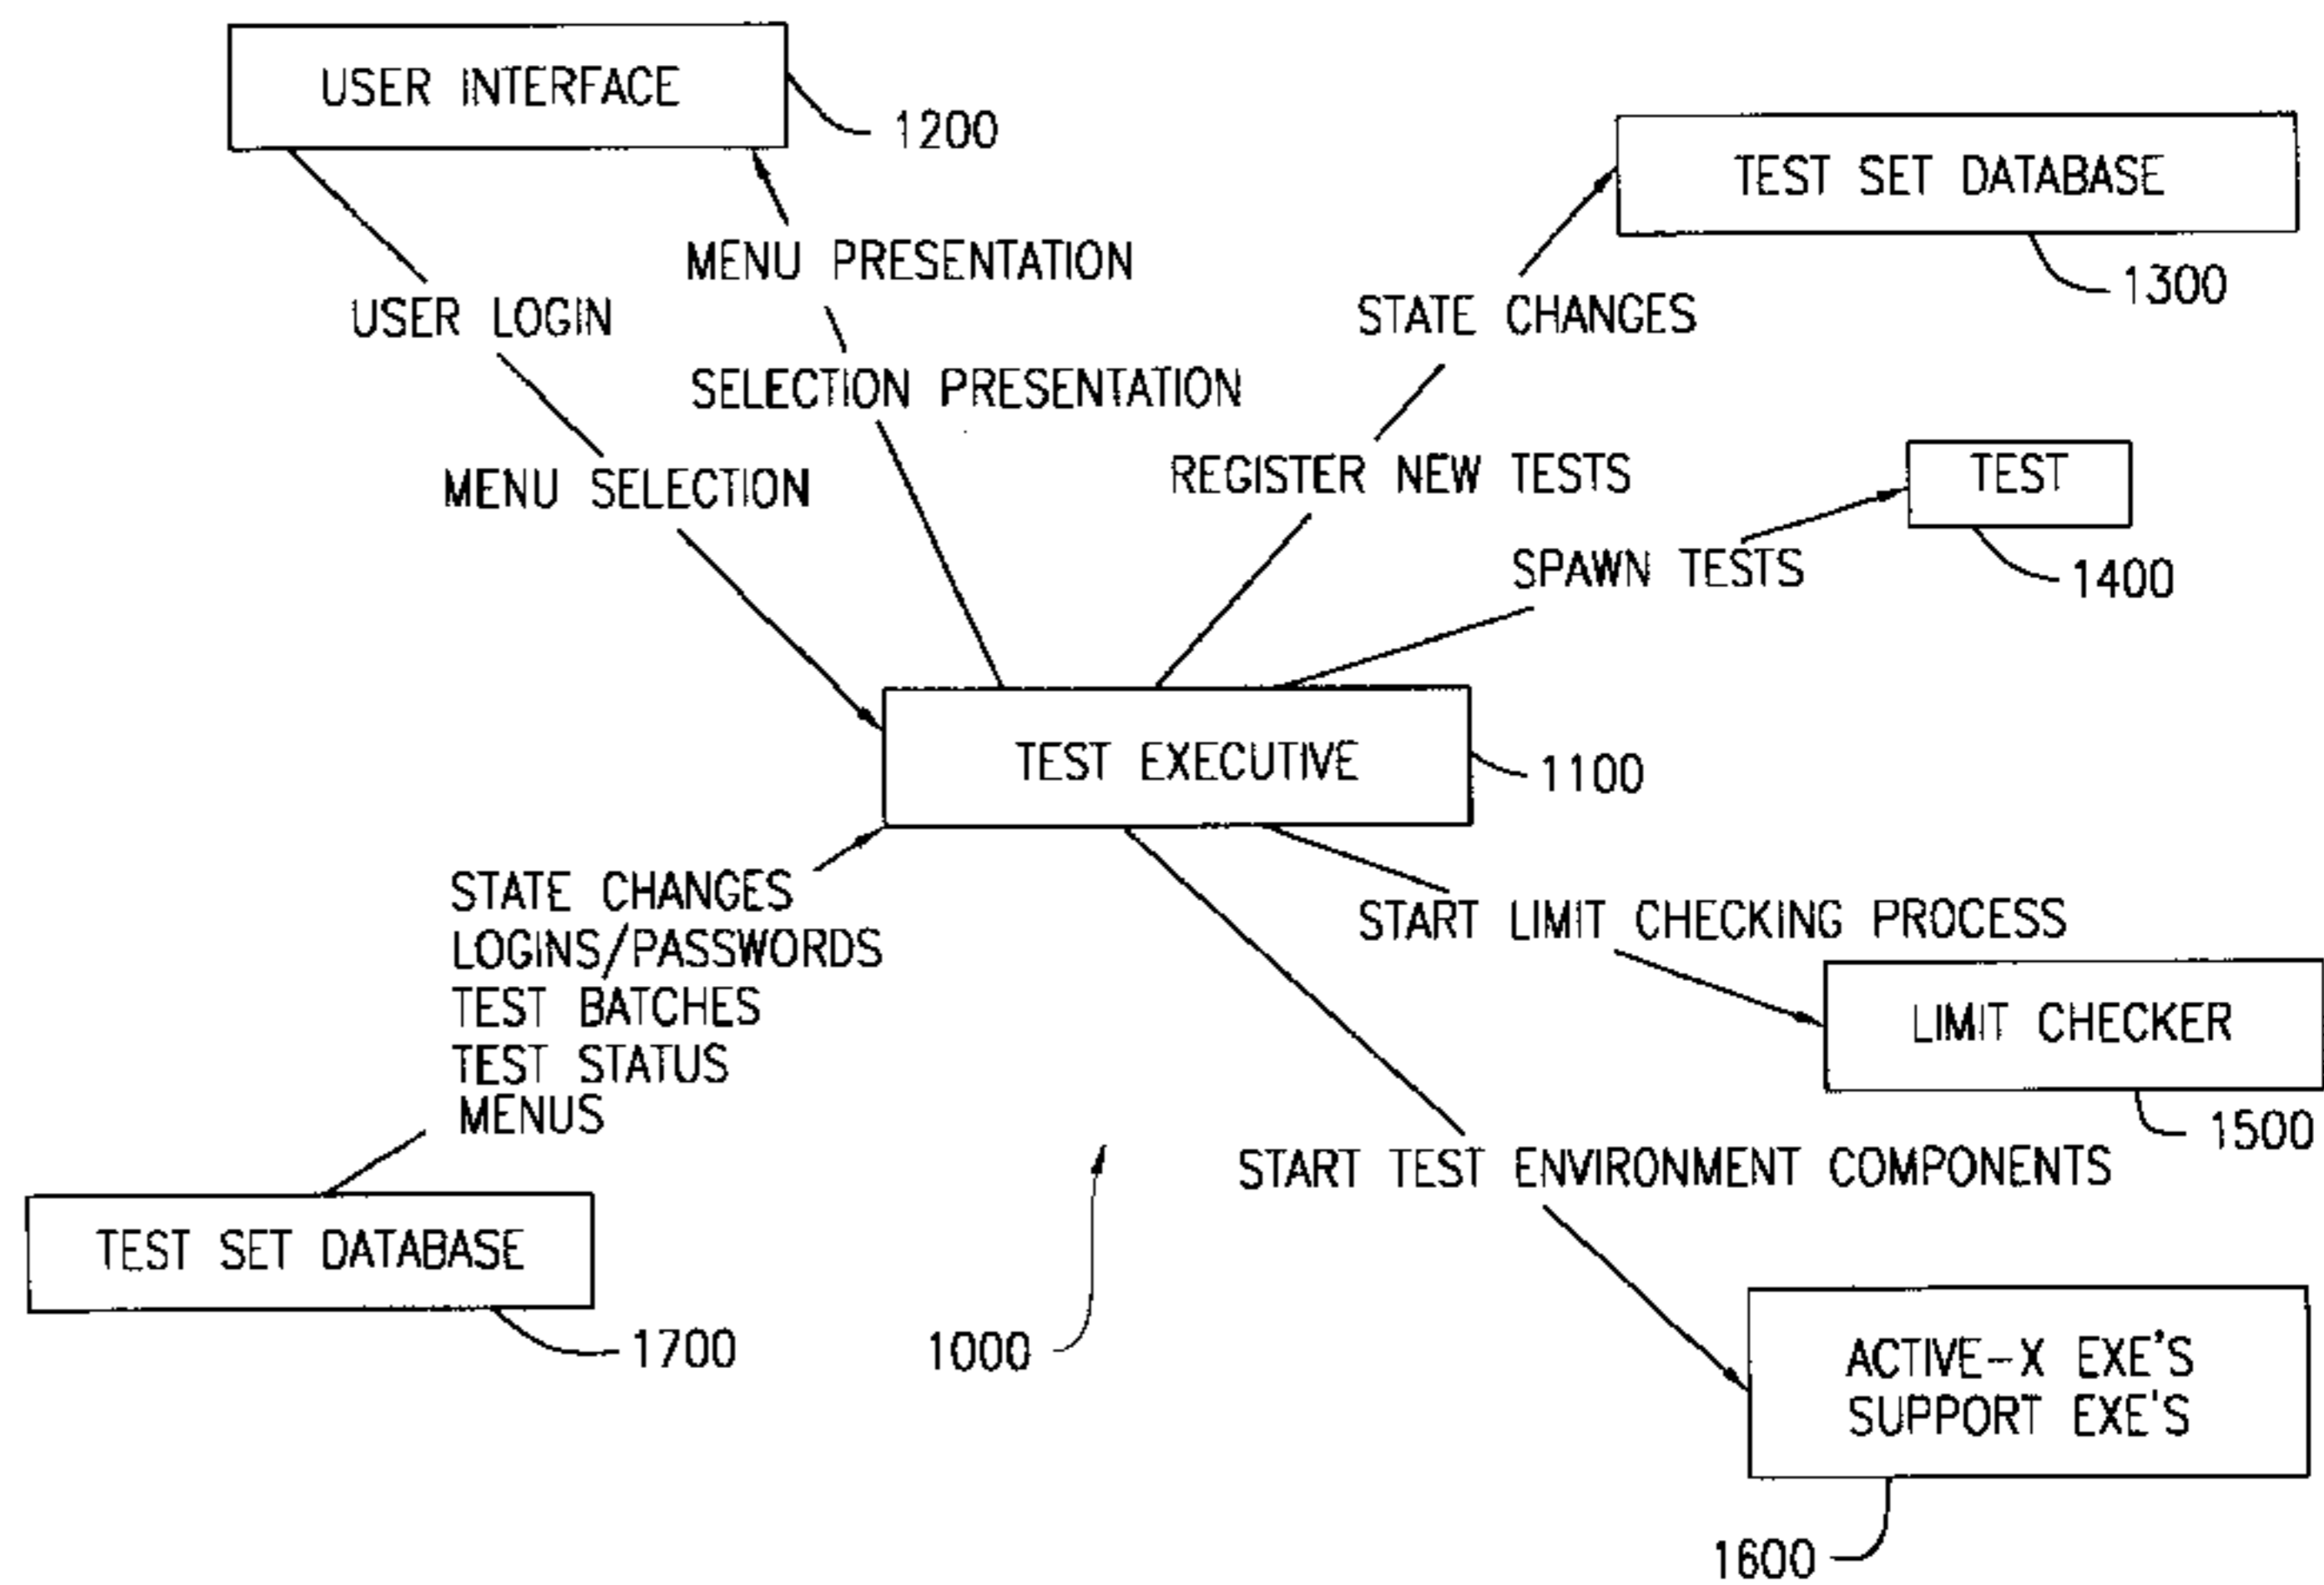 USER INTERFACE
1200
TEST SET DATABASE
1300
MENU PRESENTATION
USER LOGIN
STATE CHANGES
SELECTION PRESENTATION
MENU SELECTION
REGISTER NEW TESTS
TEST
1400
SPAWN TESTS
TEST EXECUTIVE
1100
STATE CHANGES
LOGINS/PASSWORDS
TEST BATCHES
TEST STATUS
MENUS
START LIMIT CHECKING PROCESS
LIMIT CHECKER
1500
START TEST ENVIRONMENT COMPONENTS
TEST SET DATABASE
1700
1000
ACTIVE-X EXE'S
SUPPORT EXE'S
1600